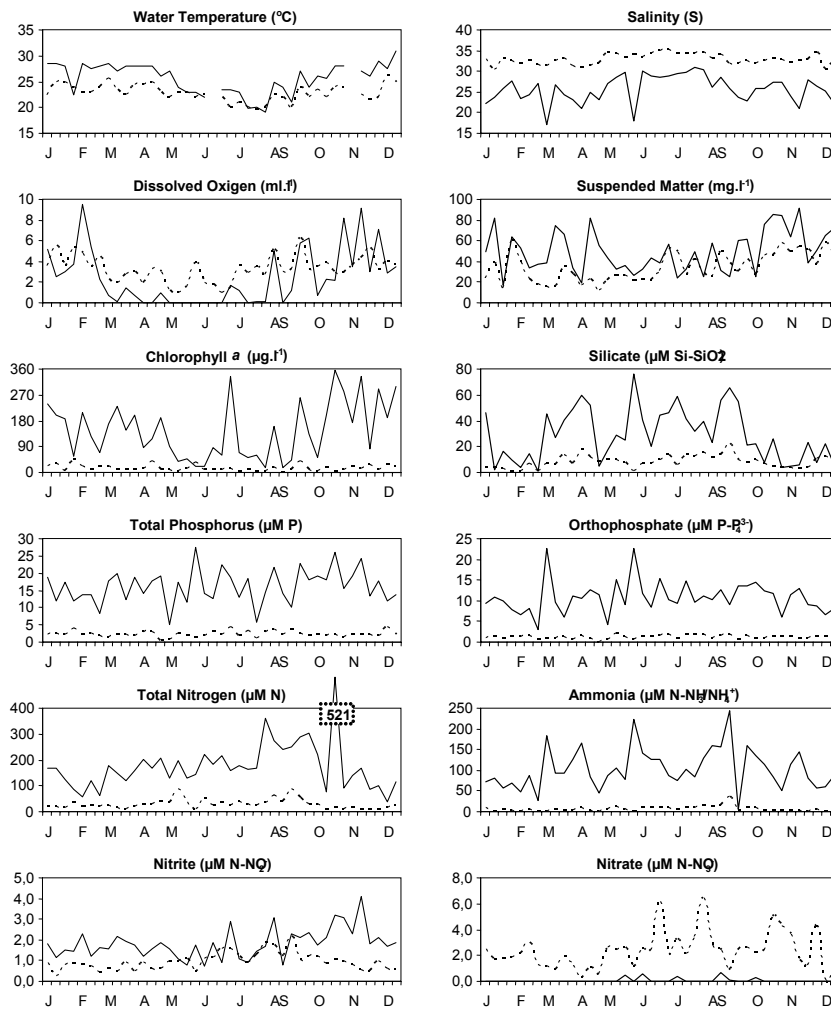 Water Temperature (ºC)
35
30
25
20
15
J F M A M J J AS O N D
Salinity (S)
40
35
30
25
20
15
J F M A M J J AS O N D
Dissolved Oxigen (ml.l¹)
10
8
6
4
2
0
J F M A M J J AS O N D
Suspended Matter (mg.l-1)
100
80
60
40
20
0
J F M A M J J AS O N D
Chlorophyll a (µg.l-1)
360
270
180
90
0
J F M A M J J AS O N D
Silicate (µM Si-SiO2)
80
60
40
20
0
J F M A M J J AS O N D
Total Phosphorus (µM P)
30
25
20
15
10
5
0
J F M A M J J AS O N D
Orthophosphate (µM P-P43-)
25
20
15
10
5
0
J F M A M J J AS O N D
Total Nitrogen (µM N)
400
300
200
100
0
521
J F M A M J J AS O N D
Ammonia (µM N-NH3/NH4+)
250
200
150
100
50
0
J F M A M J J AS O N D
Nitrite (µM N-NO2)
5,0
4,0
3,0
2,0
1,0
0,0
J F M A M J J AS O N D
Nitrate (µM N-NO3)
8,0
6,0
4,0
2,0
0,0
J F M A M J J AS O N D